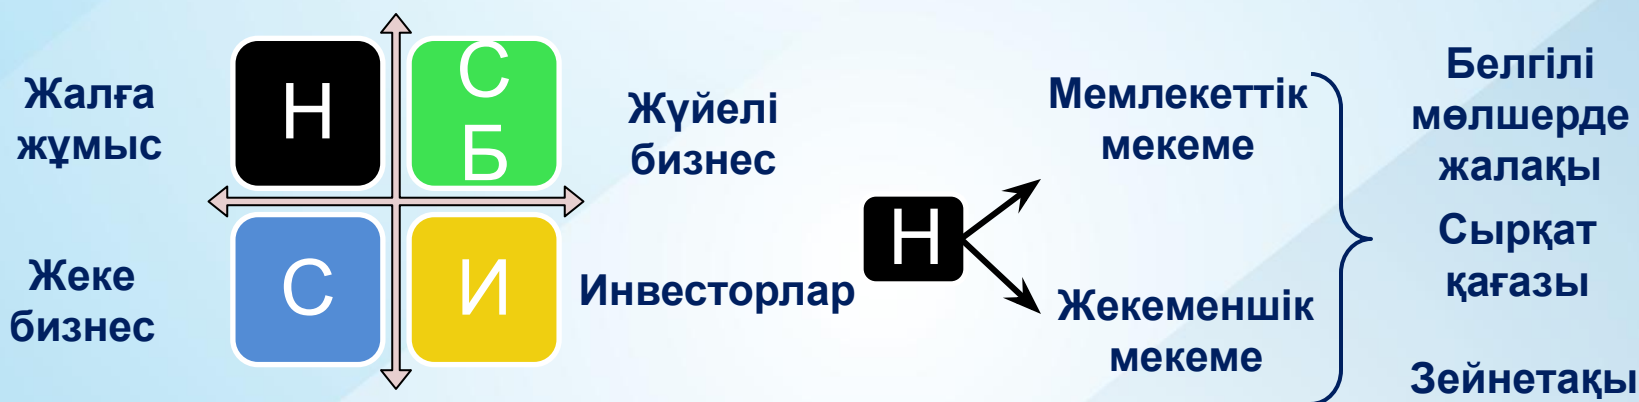 Жалға
жұмыс
Н
С
Б
Жүйелі
бизнес
Жеке
бизнес
С
И
Инвесторлар
Н
Мемлекеттік
мекеме
Жекеменшік
мекеме
Белгілі
мөлшерде
жалақы
Сырқат
қағазы
Зейнетақы